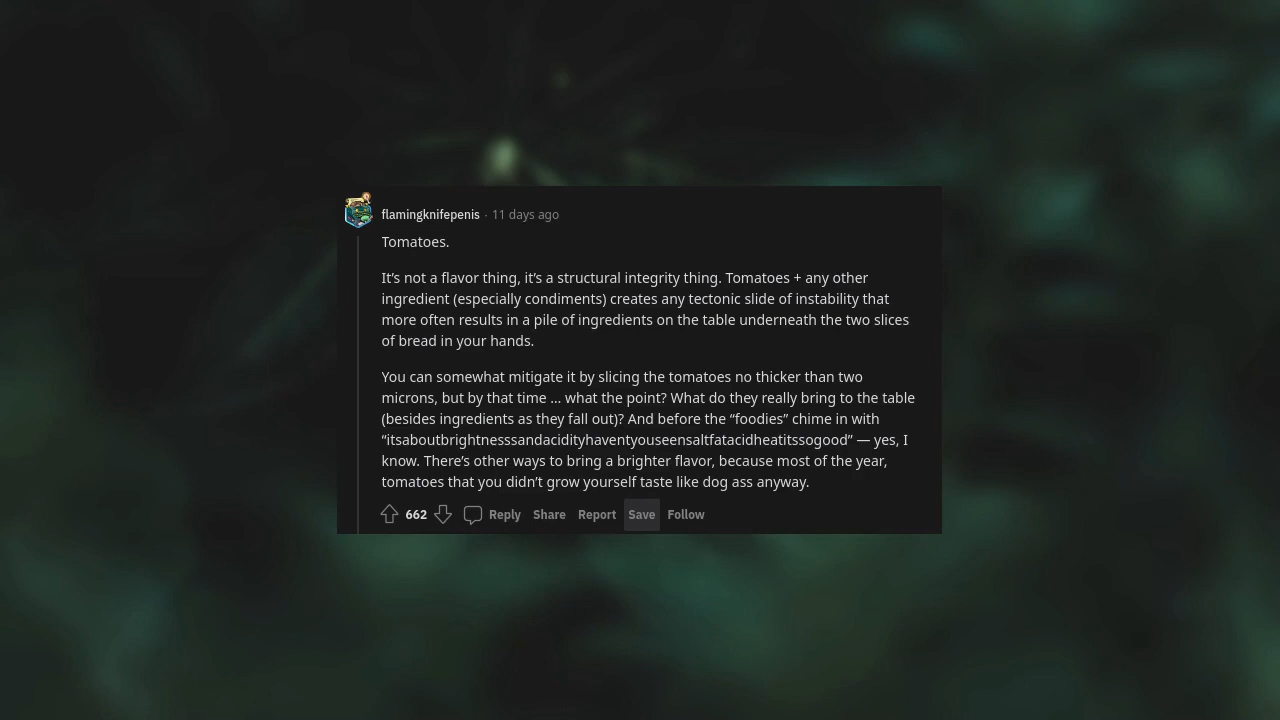 flamingknifepenis · 11 days ago
Tomatoes.
It’s not a flavor thing, it’s a structural integrity thing. Tomatoes + any other
ingredient (especially condiments) creates any tectonic slide of instability that
more often results in a pile of ingredients on the table underneath the two slices
of bread in your hands.
You can somewhat mitigate it by slicing the tomatoes no thicker than two
microns, but by that time ... what the point? What do they really bring to the table
(besides ingredients as they fall out)? And before the “foodies” chime in with
“itsaboutbrightnesssandacidityhaventyouseensaltfatacidheatitssogood” — yes, I
know. There’s other ways to bring a brighter flavor, because most of the year,
tomatoes that you didn’t grow yourself taste like dog ass anyway.
662 Reply Share Report Save Follow